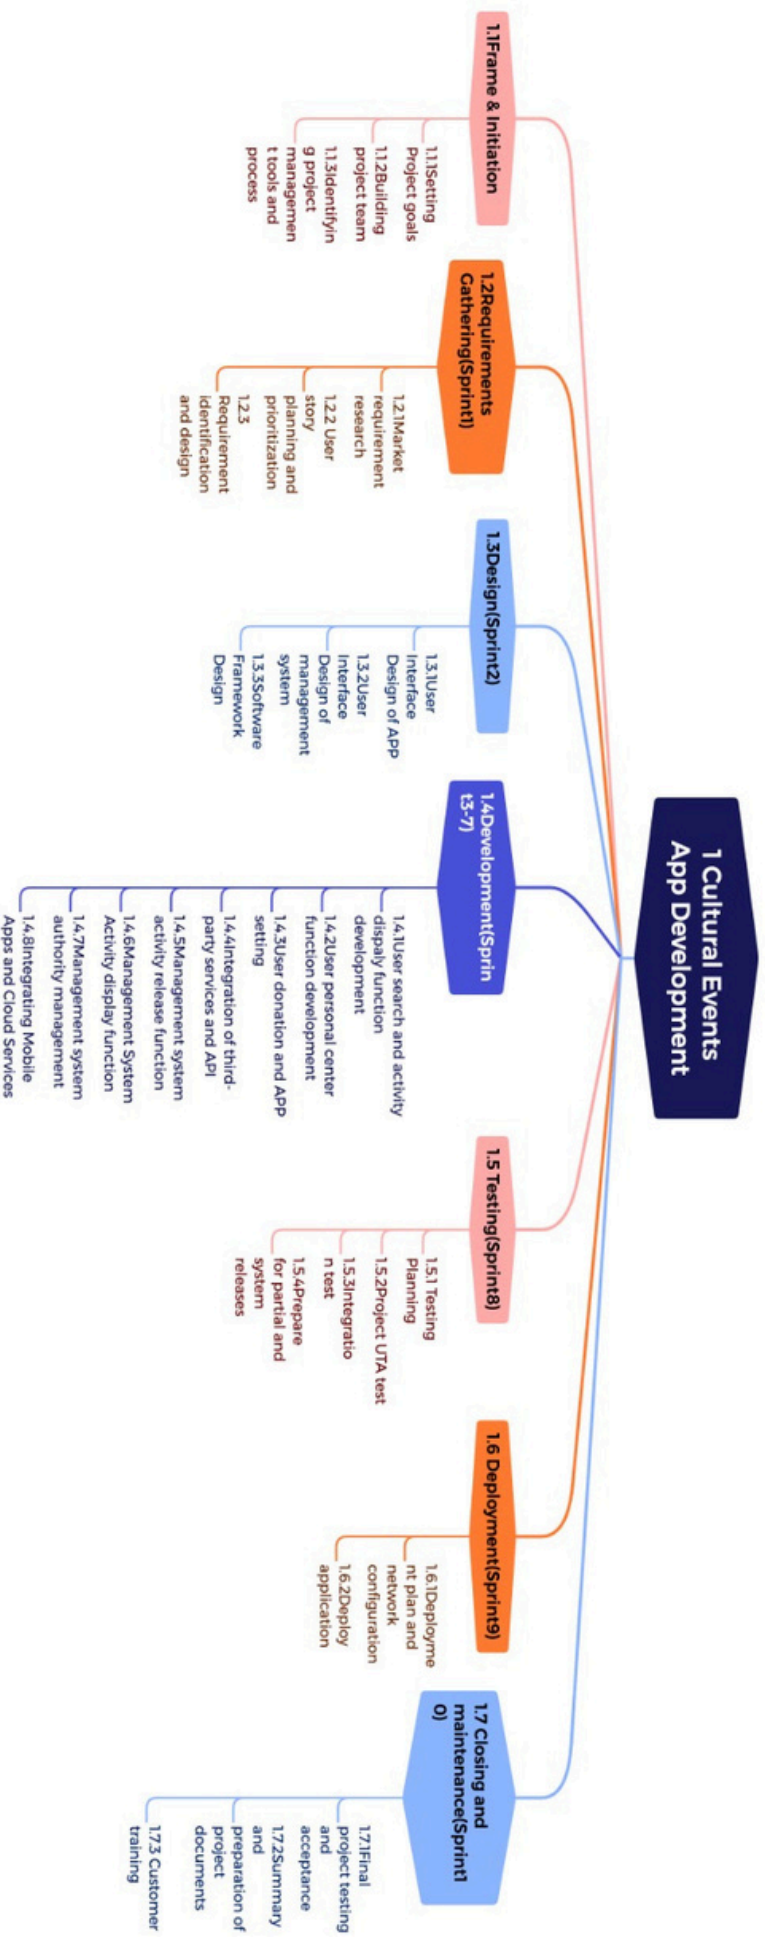 1 Cultural Events
App Development
1.1Frame & Initiation
1.1.1Setting
Project goals
1.1.2Building
project team
1.1.3Identifyin
g project
managemen
t tools and
process
1.2Requirements
Gathering(Sprint1)
1.2.1Market
requirement
research
1.2.2 User
story
planning and
prioritization
1.2.3
Requirement
identification
and design
1.3Design(Sprint2)
1.3.1User
Interface
Design of APP
1.3.2User
Interface
Design of
management
system
1.3.3Software
Framework
Design
1.4Development(Sprin
t3-7)
1.4.1User search and activity
dispaly function
development
1.4.2User personal center
function development
1.4.3User donation and APP
setting
1.4.4Integration of third-
party services and API
1.4.5Management system
activity release function
1.4.6Management System
Activity display function
1.4.7Management system
authority management
1.4.8Integrating Mobile
Apps and Cloud Services
1.5 Testing(Sprint8)
1.5.1 Testing
Planning
1.5.2Project UTA test
1.5.3Integratio
n test
1.5.4Prepare
for partial and
system
releases
1.6 Deployment(Sprint9)
1.6.1Deployme
nt plan and
network
configuration
1.6.2Deploy
application
1.7 Closing and
maintenance(Sprint1
0)
1.7.1Final
project testing
and
acceptance
1.7.2Summary
and
preparation of
project
documents
1.7.3 Customer
training